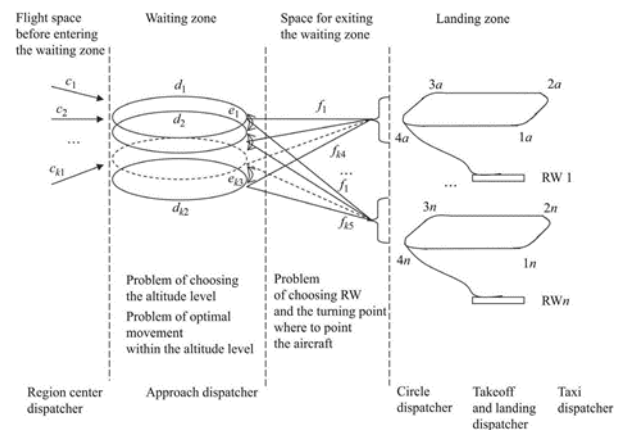 Flight space
before entering
the waiting zone
Waiting zone
Space for exiting
the waiting zone
Landing zone
c1
c2
...
ck1
d1
d2
dk2
e1
ek3
f1
fk4
...
f1
fk5
3a
2a
4a
1a
RW 1
...
3n
2n
4n
1n
RWn
Problem of choosing
the altitude level
Problem of optimal
movement
within the altitude level
Problem
of choosing RW
and the turning point
where to point
the aircraft
Region center
dispatcher
Approach dispatcher
Circle
dispatcher
Takeoff
and landing
dispatcher
Taxi
dispatcher